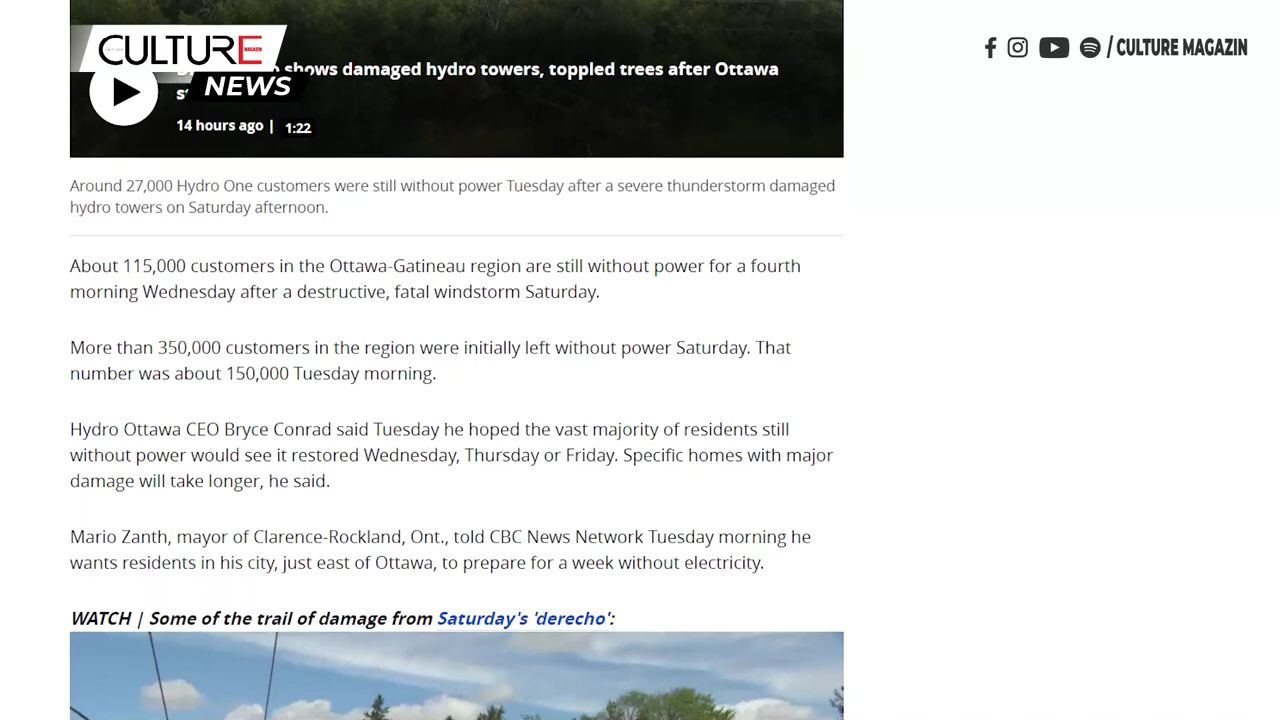 CULTURE MAGAZIN
NEWS
/ CULTURE MAGAZIN
shows damaged hydro towers, toppled trees after Ottawa
14 hours ago | 1:22
Around 27,000 Hydro One customers were still without power Tuesday after a severe thunderstorm damaged
hydro towers on Saturday afternoon.
About 115,000 customers in the Ottawa-Gatineau region are still without power for a fourth
morning Wednesday after a destructive, fatal windstorm Saturday.
More than 350,000 customers in the region were initially left without power Saturday. That
number was about 150,000 Tuesday morning.
Hydro Ottawa CEO Bryce Conrad said Tuesday he hoped the vast majority of residents still
without power would see it restored Wednesday, Thursday or Friday. Specific homes with major
damage will take longer, he said.
Mario Zanth, mayor of Clarence-Rockland, Ont., told CBC News Network Tuesday morning he
wants residents in his city, just east of Ottawa, to prepare for a week without electricity.
WATCH | Some of the trail of damage from Saturday's 'derecho':